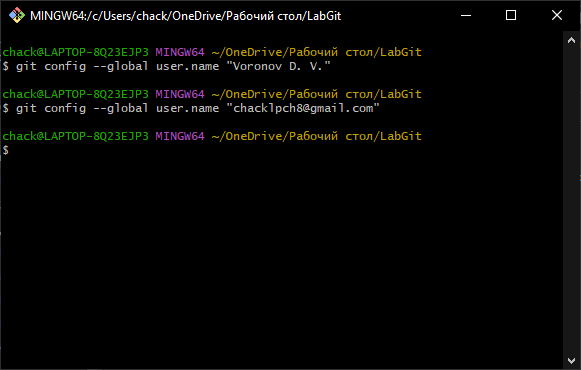 MINGW64:/c/Users/chack/OneDrive/Рабочий стол/LabGit
chack@LAPTOP-8Q23EJP3 MINGW64 ~/OneDrive/Рабочий стол/LabGit
$ git config --global user.name "Voronov D. V."
chack@LAPTOP-8Q23EJP3 MINGW64 ~/OneDrive/Рабочий стол/LabGit
$ git config --global user.name "chacklpch8@gmail.com"
chack@LAPTOP-8Q23EJP3 MINGW64 ~/OneDrive/Рабочий стол/LabGit
$